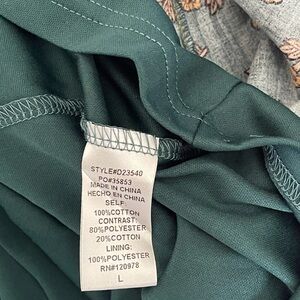 STYLE#D23540
PO#35853
MADE IN CHINA
HECHO EN CHINA
SELF:
100%COTTON
CONTRAST:
80%POLYESTER
20%COTTON
LINING:
100%POLYESTER
RN#120978
L